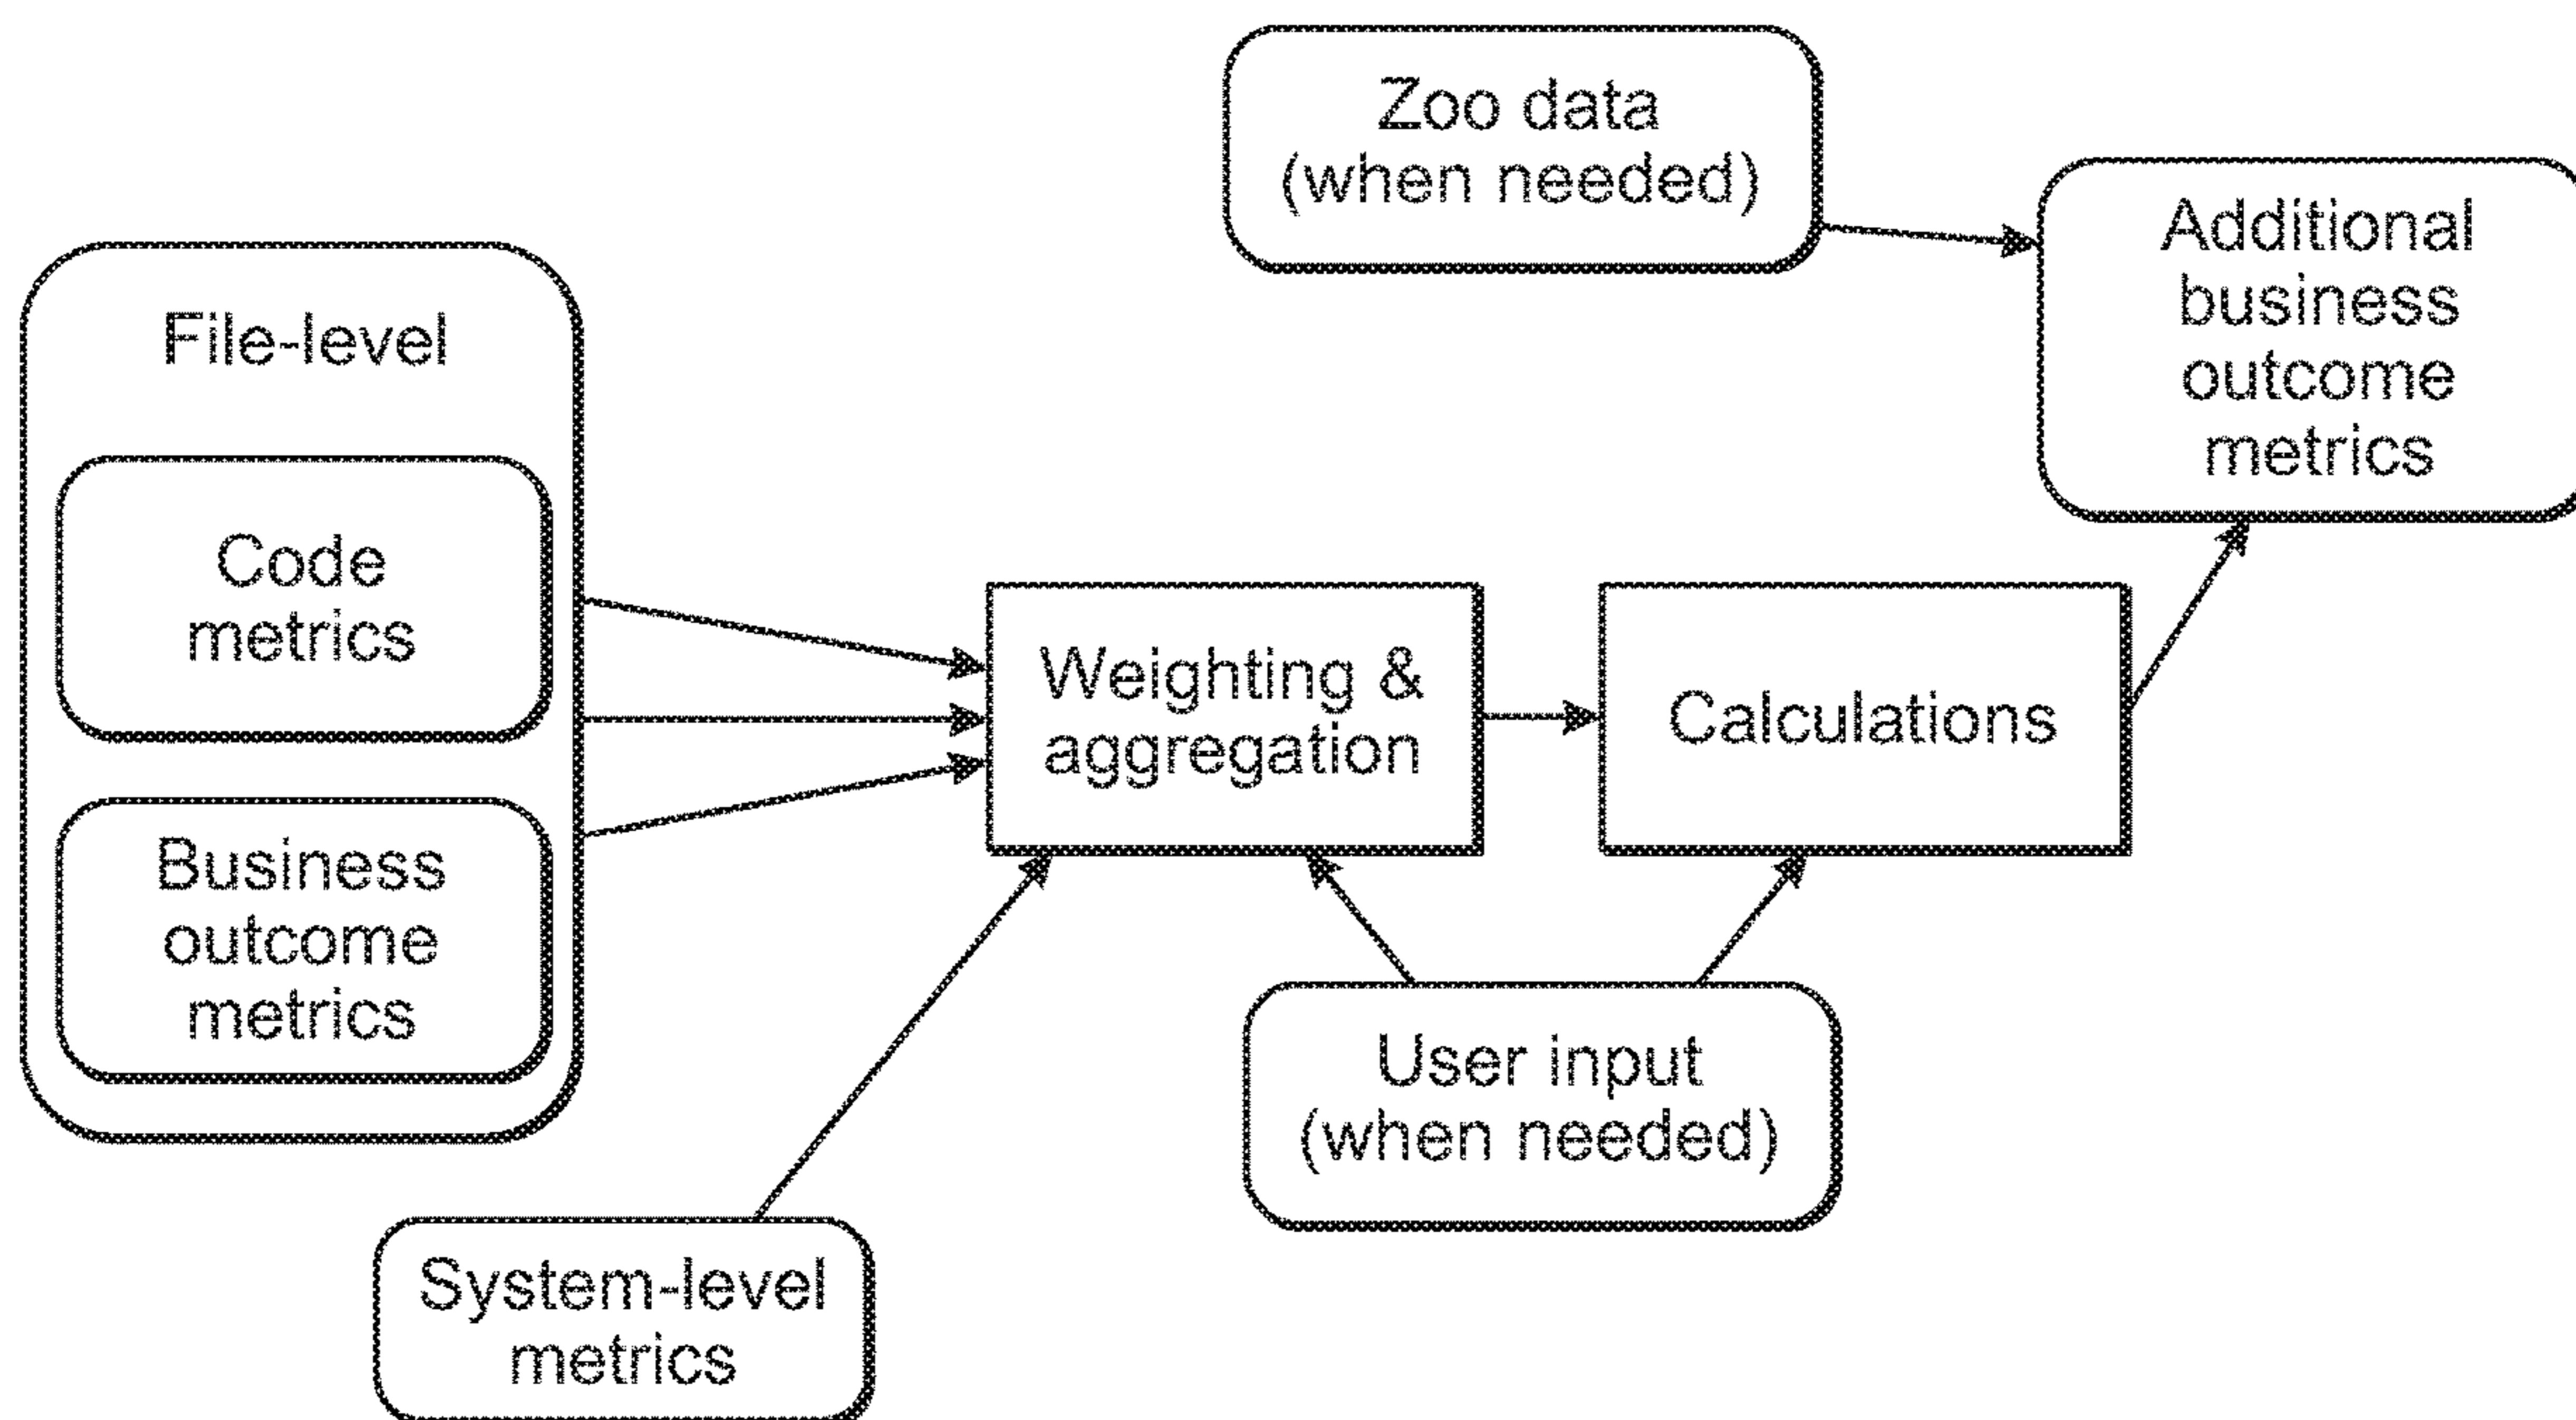 Zoo data
(when needed)
Additional
business
outcome
metrics
File-level
Code
metrics
Business
outcome
metrics
Weighting &
aggregation
Calculations
User input
(when needed)
System-level
metrics